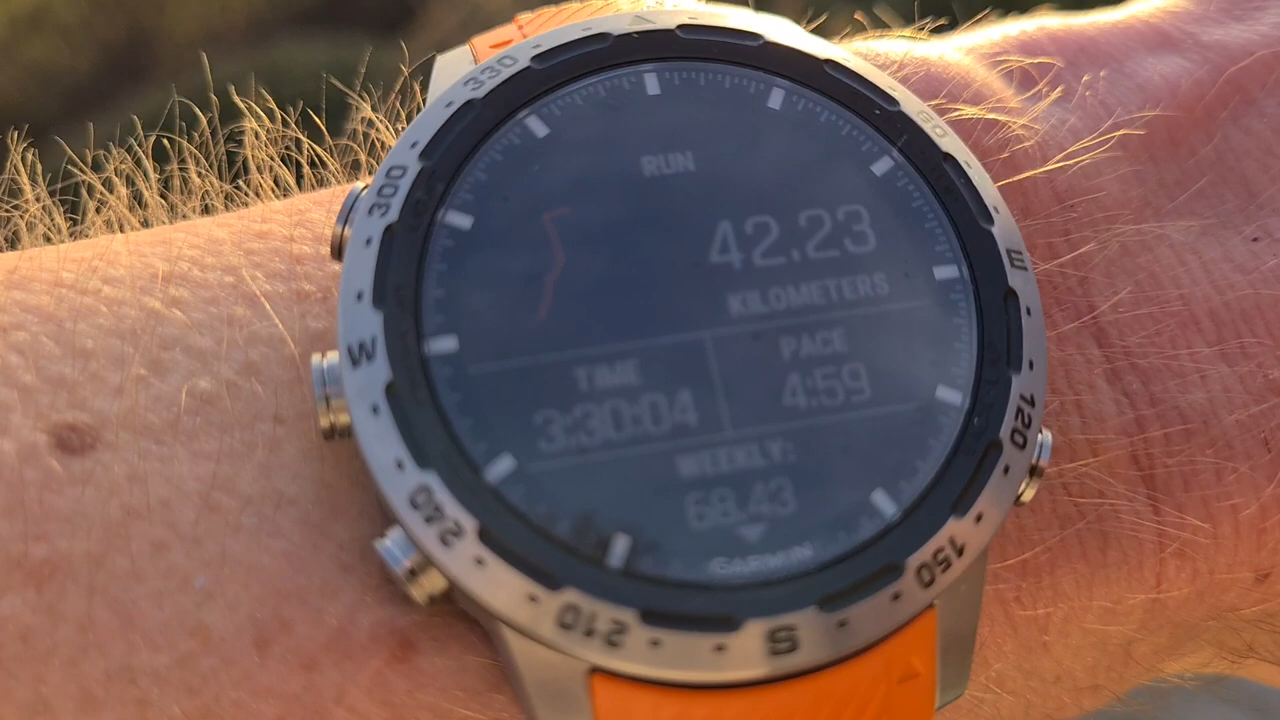 330
300
W
240
210
S
150
120
E
60
RUN
42.23
KILOMETERS
TIME
3:30:04
PACE
4:59
WEEKLY:
68.43
GARMIN